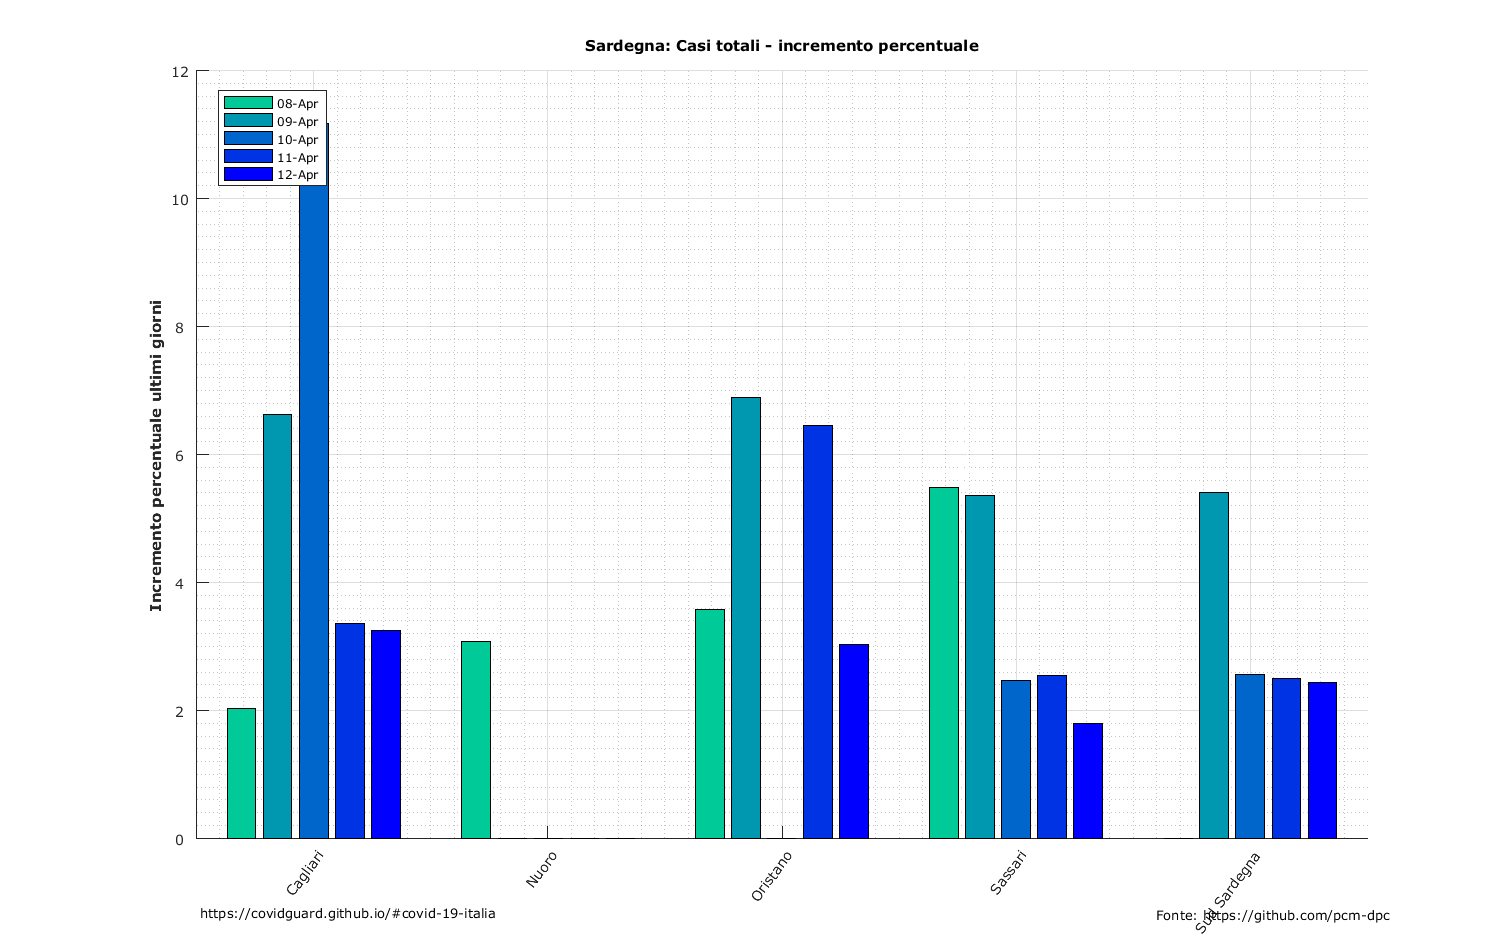 Sardegna: Casi totali - incremento percentuale
Incremento percentuale ultimi giorni
12
10
8
6
4
2
0
08-Apr
09-Apr
10-Apr
11-Apr
12-Apr
Cagliari
Nuoro
Oristano
Sassari
Sud Sardegna
https://covidguard.github.io/#covid-19-italia
Fonte: https://github.com/pcm-dpc